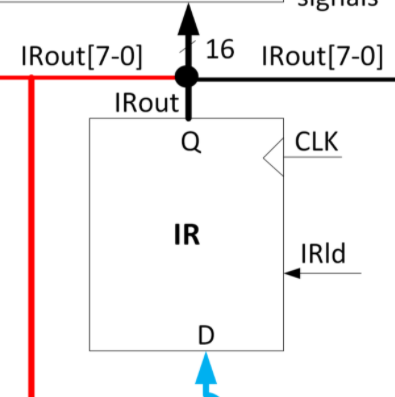 signals
IRout[7-0] 16 IRout[7-0]
IRout
Q CLK
IR
IRld
D